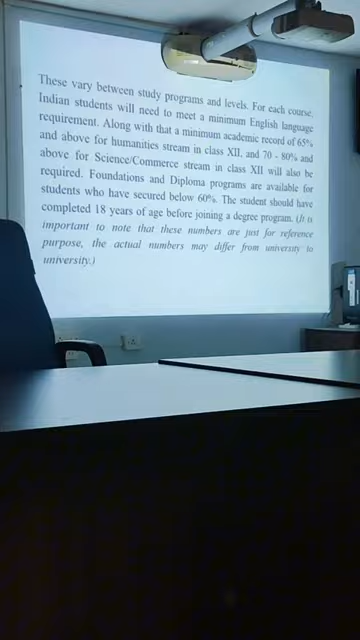 These vary between study programs and levels. For each course,
Indian students will need to meet a minimum English language
requirement. Along with that a minimum academic record of 65%
and above for humanities stream in class XII, and 70 - 80% and
above for Science/Commerce stream in class XII will also be
required. Foundations and Diploma programs are available for
students who have secured below 60%. The student should have
completed 18 years of age before joining a degree program. (It is
important to note that these numbers are just for reference
purpose, the actual numbers may differ from university to
university.)